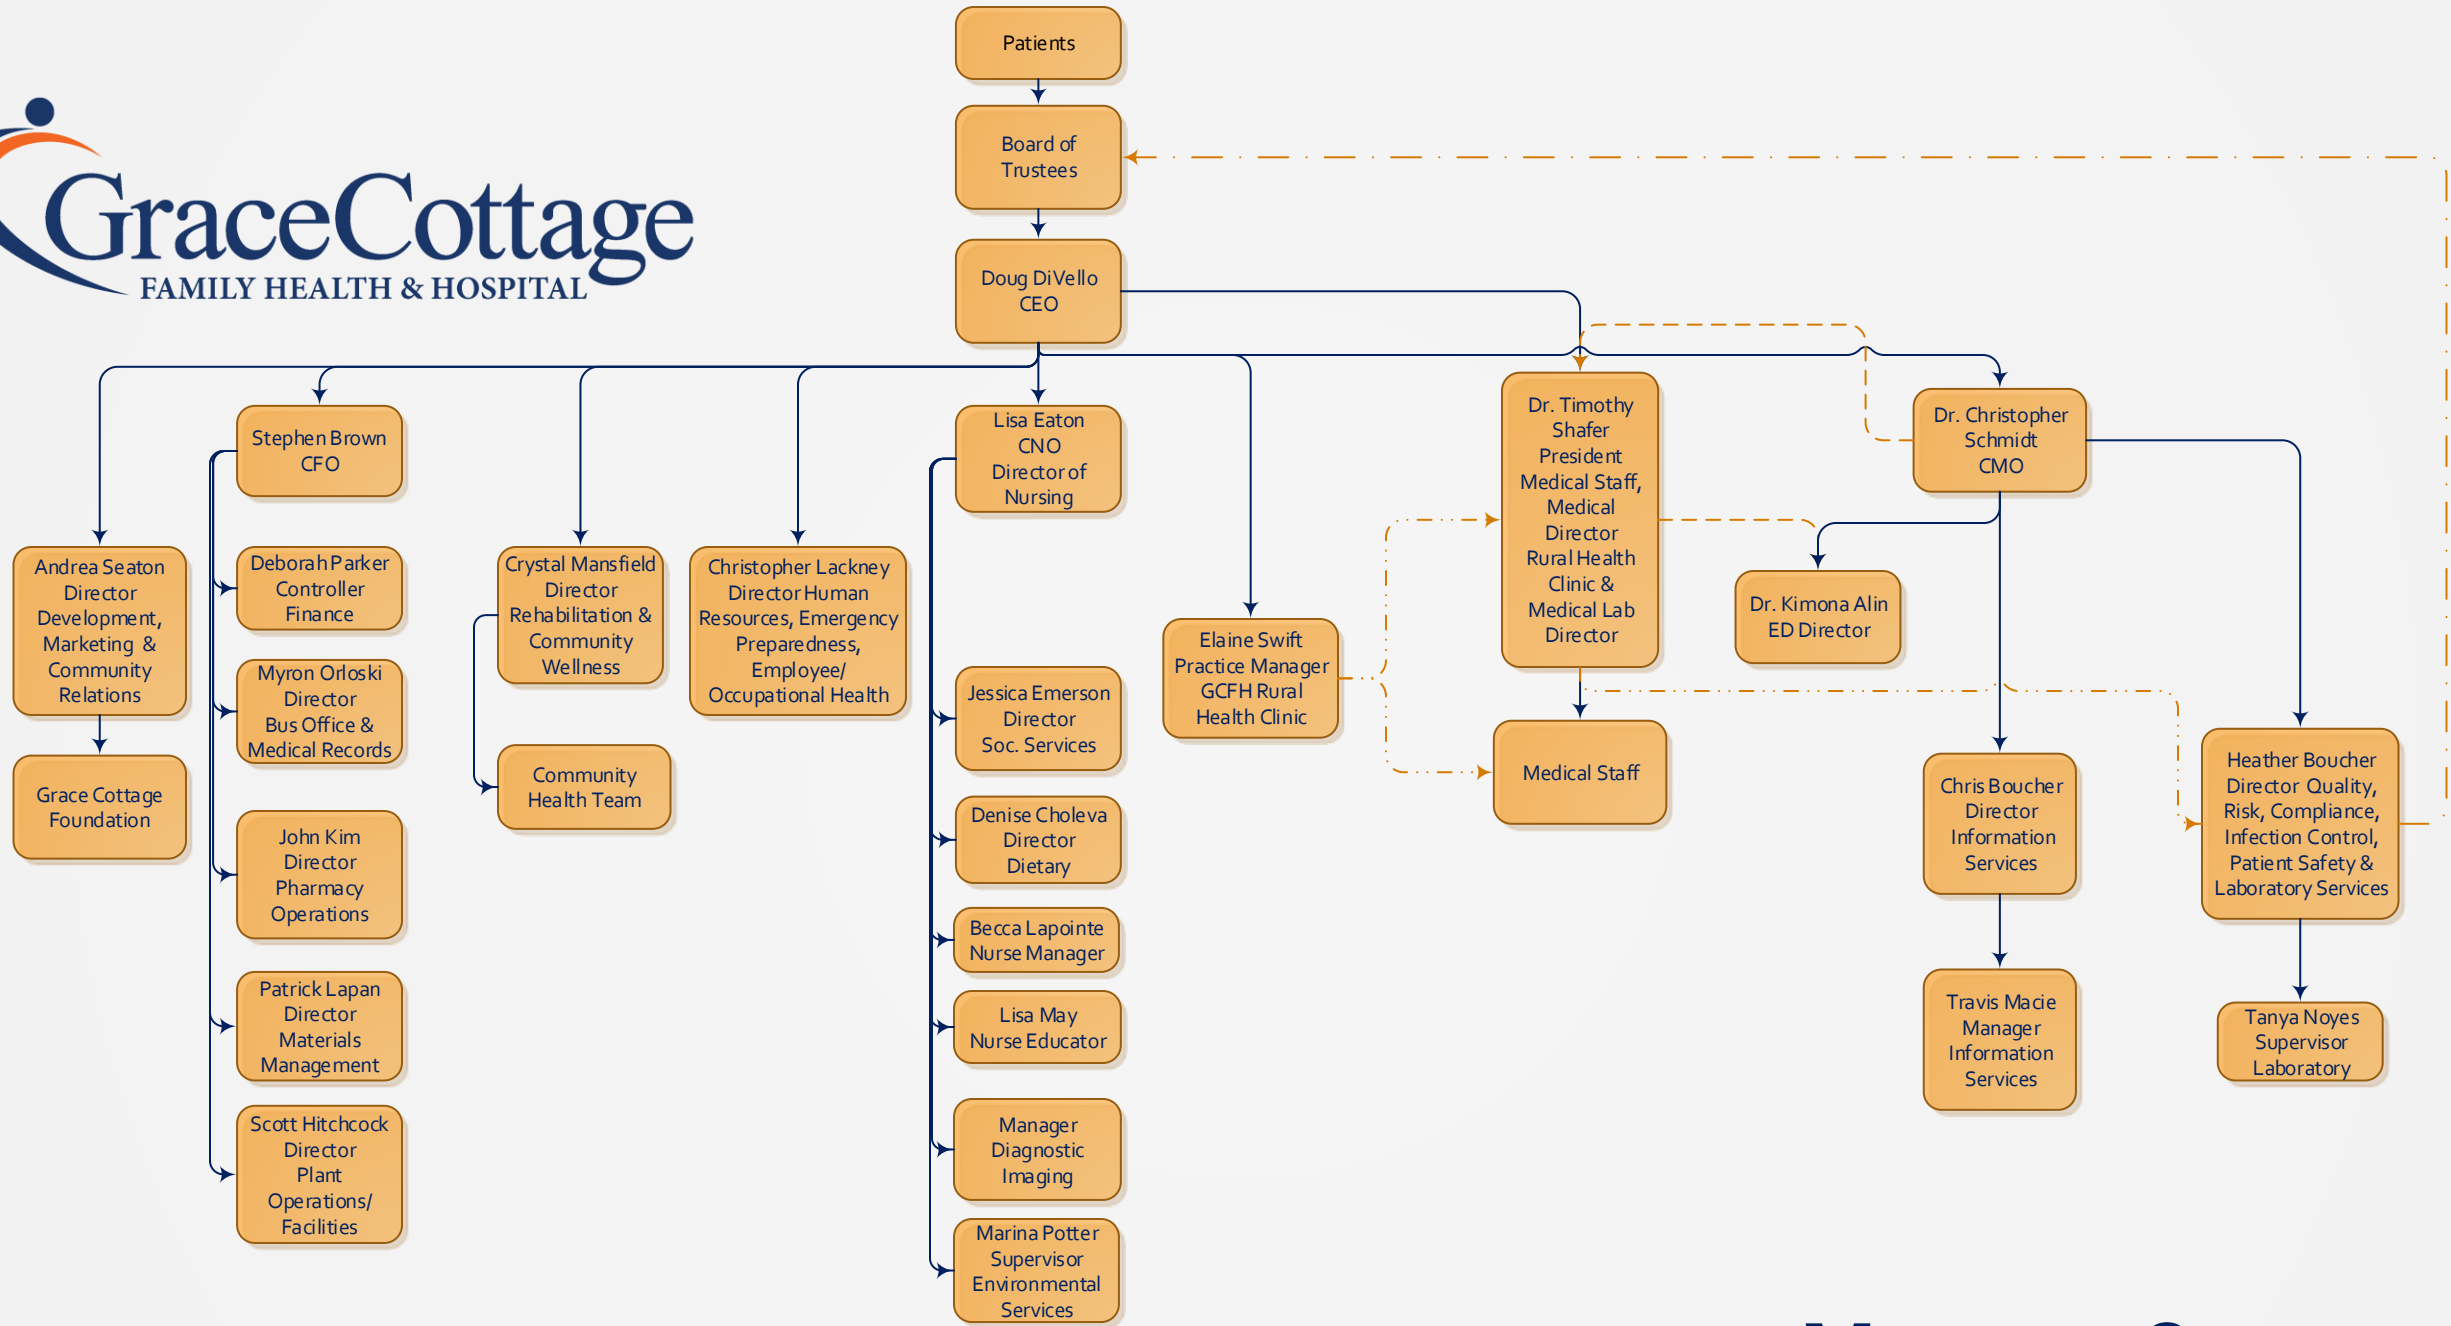 Patients
Board of
Trustees
GraceCottage
FAMILY HEALTH & HOSPITAL
Doug DiVello
CEO
Stephen Brown
CFO
Lisa Eaton
CNO
Director of
Nursing
Dr. Timothy
Shafer
President
Medical Staff,
Medical
Director
Rural Health
Clinic &
Medical Lab
Director
Dr. Christopher
Schmidt
CMO
Andrea Seaton
Director
Development,
Marketing &
Community
Relations
Deborah Parker
Controller
Finance
Crystal Mansfield
Director
Rehabilitation &
Community
Wellness
Christopher Lackney
Director Human
Resources, Emergency
Preparedness,
Employee/
Occupational Health
Dr. Kimona Alin
ED Director
Elaine Swift
Practice Manager
GCFH Rural
Health Clinic
Myron Orloski
Director
Bus Office &
Medical Records
Jessica Emerson
Director
Soc. Services
Medical Staff
Grace Cottage
Foundation
Community
Health Team
Chris Boucher
Director
Information
Services
Heather Boucher
Director Quality,
Risk, Compliance,
Infection Control,
Patient Safety &
Laboratory Services
John Kim
Director
Pharmacy
Operations
Denise Choleva
Director
Dietary
Becca Lapointe
Nurse Manager
Patrick Lapan
Director
Materials
Management
Lisa May
Nurse Educator
Travis Macie
Manager
Information
Services
Tanya Noyes
Supervisor
Laboratory
Scott Hitchcock
Director
Plant
Operations/
Facilities
Manager
Diagnostic
Imaging
Marina Potter
Supervisor
Environmental
Services